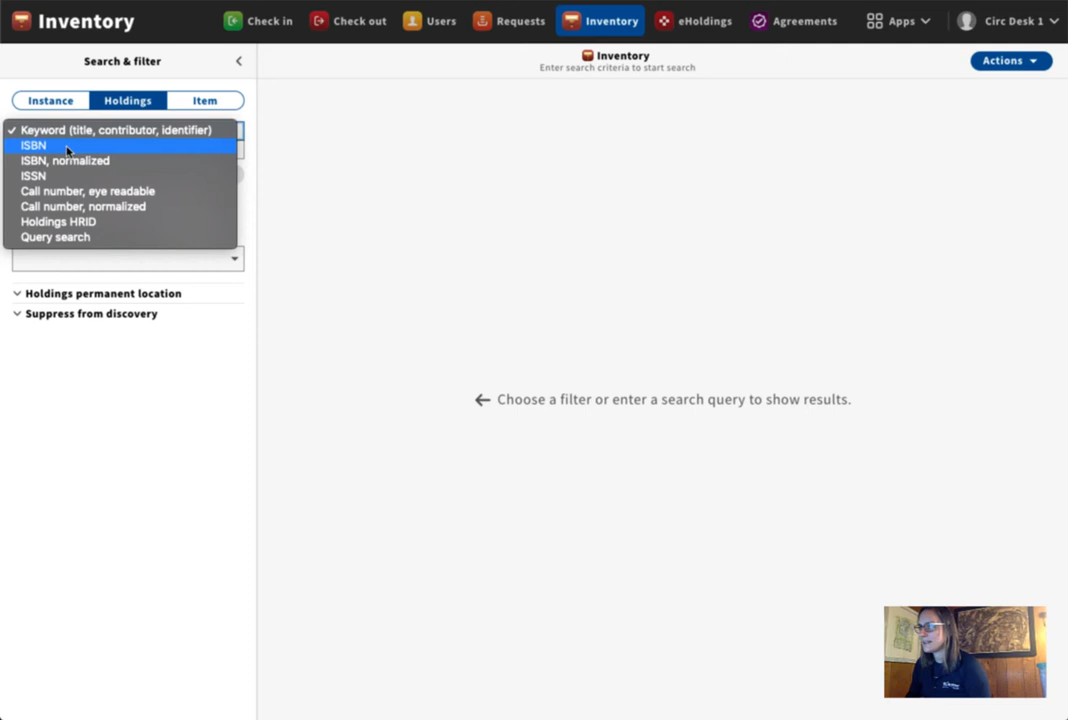 Inventory
Check in
Check out
Users
Requests
Inventory
eHoldings
Agreements
Apps
Circ Desk 1
Search & filter
Inventory
Enter search criteria to start search
Actions
Instance
Holdings
Item
✓ Keyword (title, contributor, identifier)
ISBN
ISBN, normalized
ISSN
Call number, eye readable
Call number, normalized
Holdings HRID
Query search
Holdings permanent location
Suppress from discovery
← Choose a filter or enter a search query to show results.